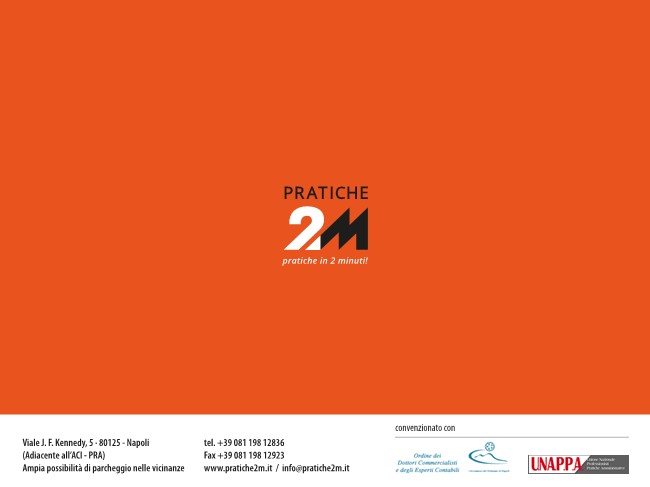 PRATICHE
2M
pratiche in 2 minuti!
convenzionato con
Viale J. F. Kennedy, 5 - 80125 - Napoli
(Adiacente all'ACI - PRA)
Ampia possibilità di parcheggio nelle vicinanze
tel. +39 081 198 12836
Fax +39 081 198 12923
www.pratiche2m.it / info@pratiche2m.it
Ordine dei
Dottori Commercialisti
e degli Esperti Contabili
UNAPPA